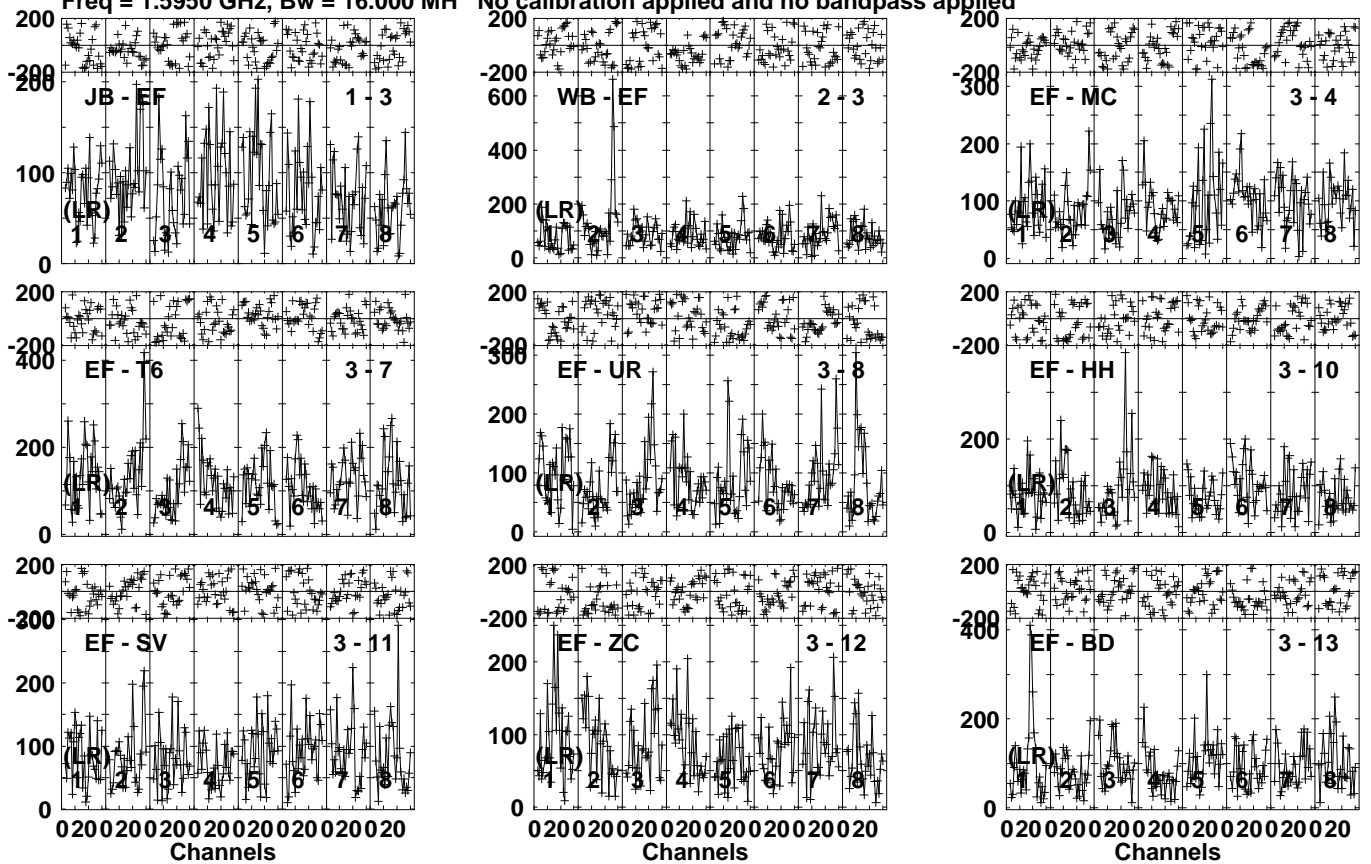 Freq = 1.5950 GHz, Bw = 16.000 MH No calibration applied and no bandpass applied
200 200 200
-200 -200 -200
200 JB - EF 1 - 3
100
(LR)
1 2 3 4 5 6 7 8
0
600 WB - EF 2 - 3
400
200
(LR)
1 2 3 4 5 6 7 8
0
300 EF - MC 3 - 4
200
100
(LR)
1 2 3 4 5 6 7 8
0
200 200 200
-200 -200 -200
400 EF - T6 3 - 7
200
(LR)
1 2 3 4 5 6 7 8
0
300 EF - UR 3 - 8
200
100
(LR)
1 2 3 4 5 6 7 8
0
EF - HH 3 - 10
200
(LR)
1 2 3 4 5 6 7 8
0
200 200 200
-200 -200 -200
300 EF - SV 3 - 11
200
100
(LR)
1 2 3 4 5 6 7 8
0
EF - ZC 3 - 12
200
100
(LR)
1 2 3 4 5 6 7 8
0
400 EF - BD 3 - 13
200
(LR)
1 2 3 4 5 6 7 8
0
0 20 0 20 0 20 0 20 0 20 0 20 0 20 0 20
Channels
0 20 0 20 0 20 0 20 0 20 0 20 0 20 0 20
Channels
0 20 0 20 0 20 0 20 0 20 0 20 0 20 0 20
Channels